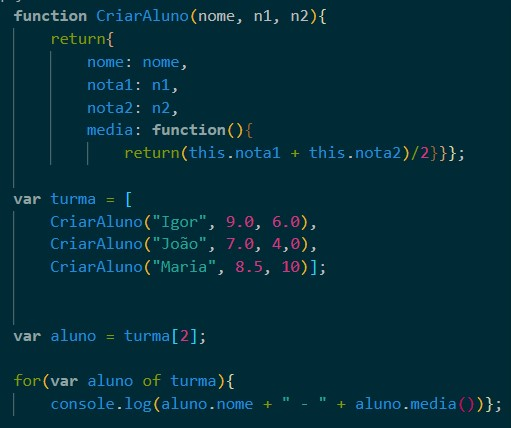 function CriarAluno(nome, n1, n2){
    return{
        nome: nome,
        nota1: n1,
        nota2: n2,
        media: function(){
            return(this.nota1 + this.nota2)/2}}};
var turma = [
    CriarAluno("Igor", 9.0, 6.0),
    CriarAluno("João", 7.0, 4,0),
    CriarAluno("Maria", 8.5, 10)];
var aluno = turma[2];
for(var aluno of turma){
    console.log(aluno.nome + " - " + aluno.media())};